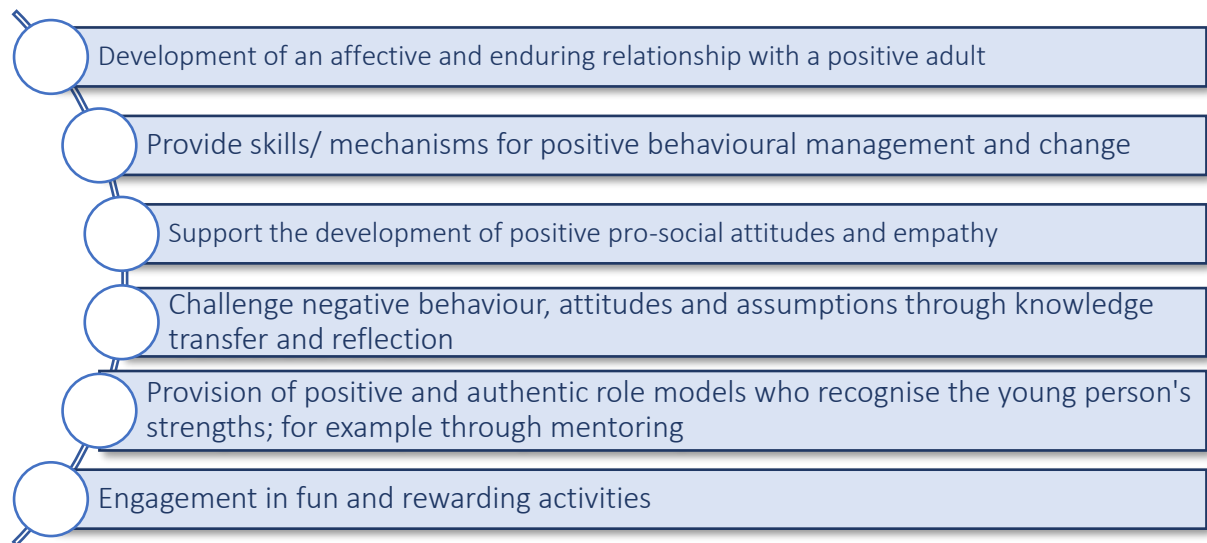 Development of an affective and enduring relationship with a positive adult
Provide skills/ mechanisms for positive behavioural management and change
Support the development of positive pro-social attitudes and empathy
Challenge negative behaviour, attitudes and assumptions through knowledge
transfer and reflection
Provision of positive and authentic role models who recognise the young person's
strengths; for example through mentoring
Engagement in fun and rewarding activities